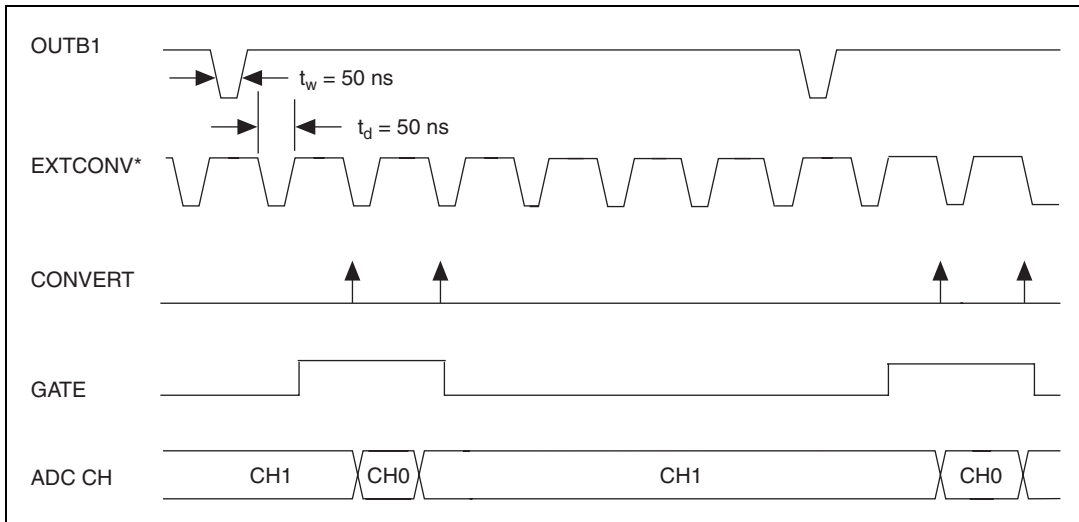 OUTB1
t_w = 50 ns
t_d = 50 ns
EXTCONV*
CONVERT
GATE
ADC CH
CH1
CH0
CH1
CH0